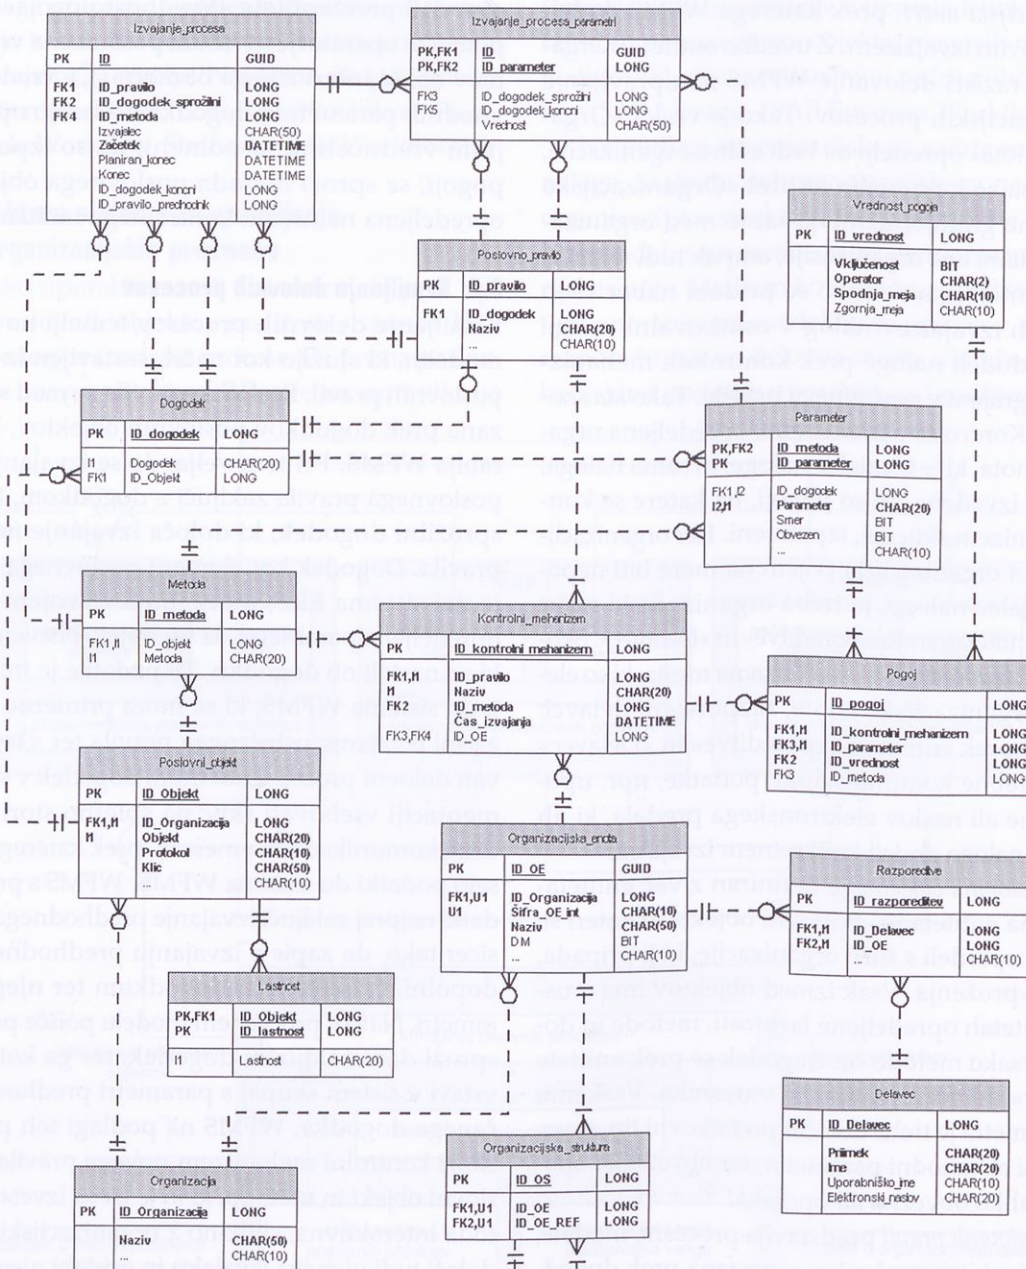 Izvajanje_procesa
PK ID GUID
FK1 ID_pravilo LONG
FK2 ID_dogodek_sprožilni LONG
FK4 ID_metoda LONG
Izvajalec CHAR(50)
Začetek DATETIME
Planiran_konec DATETIME
Konec DATETIME
ID_dogodek_izhodni LONG
ID_pravilo_predhodnik LONG
Izvajanje_procesa_parametri
PK,FK1 ID GUID
PK,FK2 ID_parameter LONG
FK3 ID_dogodek_sprožilni LONG
ID_dogodek_izhodni LONG
Vrednost CHAR(50)
Vrednost_pogoja
PK ID_vrednost LONG
Vključenost BIT
Operator CHAR(2)
Spodnja_meja CHAR(10)
Zgornja_meja CHAR(10)
Poslovno_pravilo
PK ID_pravilo LONG
FK1 ID_dogodek LONG
Naziv CHAR(20)
... CHAR(10)
Dogodek
PK ID_dogodek LONG
I1 Dogodek CHAR(20)
FK1 ID_Objekt LONG
Parameter
PK,FK2 ID_metoda LONG
PK ID_parameter LONG
FK1,I2 ID_dogodek LONG
I2,I1 Parameter CHAR(20)
Smer BIT
Obvezen BIT
... CHAR(10)
Metoda
PK ID_metoda LONG
FK1,I1 ID_objekt LONG
I1 Metoda CHAR(20)
Kontrolni_mehanizem
PK ID_kontrolni mehanizem LONG
FK1,I1 ID_pravilo LONG
I1 Naziv CHAR(20)
FK2 ID_metoda LONG
Čas_izvajanja DATETIME
FK3,FK4 ID_OE LONG
Pogoj
PK ID_pogoj LONG
FK1,I1 ID_kontrolni_mehanizem LONG
FK3,I1 ID_parameter LONG
FK2 ID_vrednost LONG
FK3 ID_metoda LONG
Poslovni_objekt
PK ID_Objekt LONG
FK1,I1 ID_Organizacija LONG
I1 Objekt CHAR(20)
Protokol CHAR(10)
CHAR(50)
... CHAR(10)
Organizacijska_enota
PK ID_OE GUID
FK1,U1 ID_Organizacija LONG
U1 Šifra_OE int CHAR(10)
Naziv CHAR(50)
DM BIT
... CHAR(10)
Razporeditve
PK ID_razporeditev LONG
FK1,I1 ID_Delavec LONG
FK2,I1 ID_OE LONG
... CHAR(10)
Lastnost
PK,FK1 ID_Objekt LONG
PK ID_lastnost LONG
I1 Lastnost CHAR(20)
Delavec
PK ID_Delavec LONG
Priimek CHAR(20)
Ime CHAR(20)
Uporabniško_ime CHAR(10)
Elektronski_naslov CHAR(20)
Organizacijska_struktura
PK ID_OS LONG
FK1,U1 ID_OE LONG
FK2,U1 ID_OE_REF LONG
Organizacija
PK ID_Organizacija LONG
Naziv CHAR(50)
... CHAR(10)